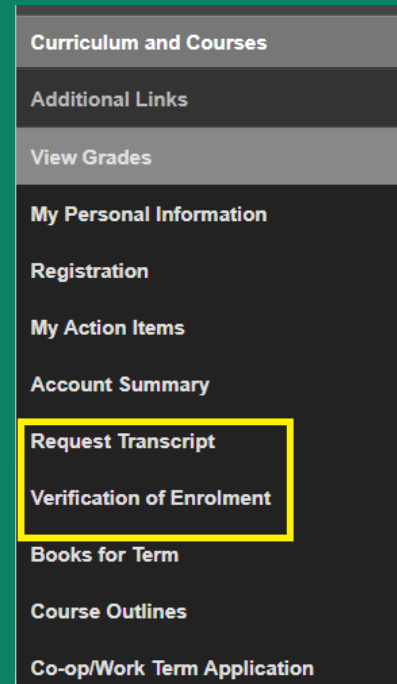 Curriculum and Courses
Additional Links
View Grades
My Personal Information
Registration
My Action Items
Account Summary
Request Transcript
Verification of Enrolment
Books for Term
Course Outlines
Co-op/Work Term Application